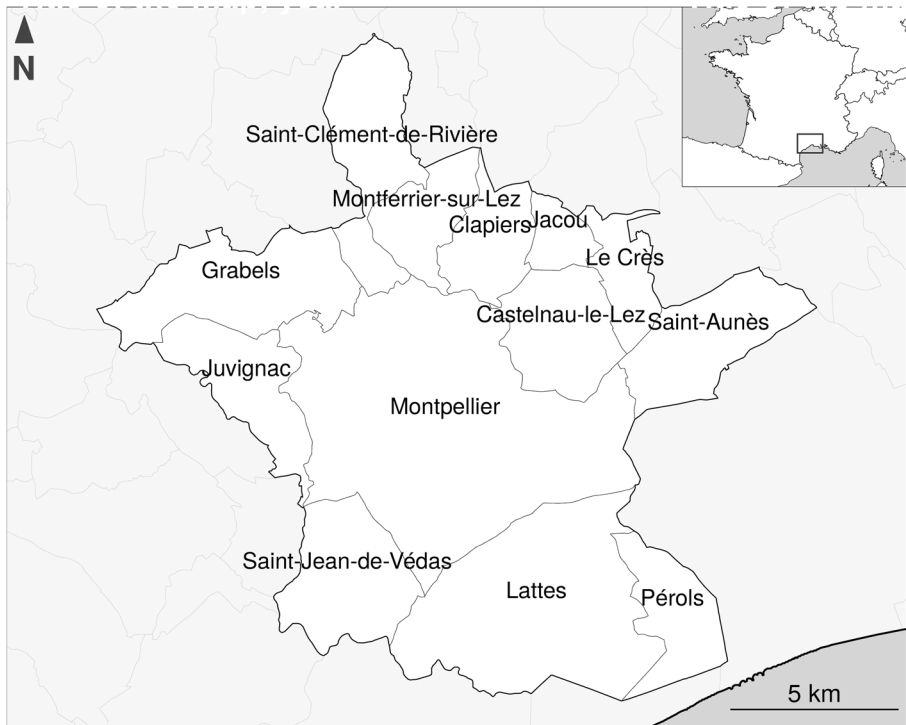 N
Saint-Clément-de-Rivière
Montferrier-sur-Lez
Clapiers
Jacou
Le Crès
Grabels
Castelnau-le-Lez
Saint-Aunès
Juvignac
Montpellier
Saint-Jean-de-Védas
Lattes
Pérols
5 km